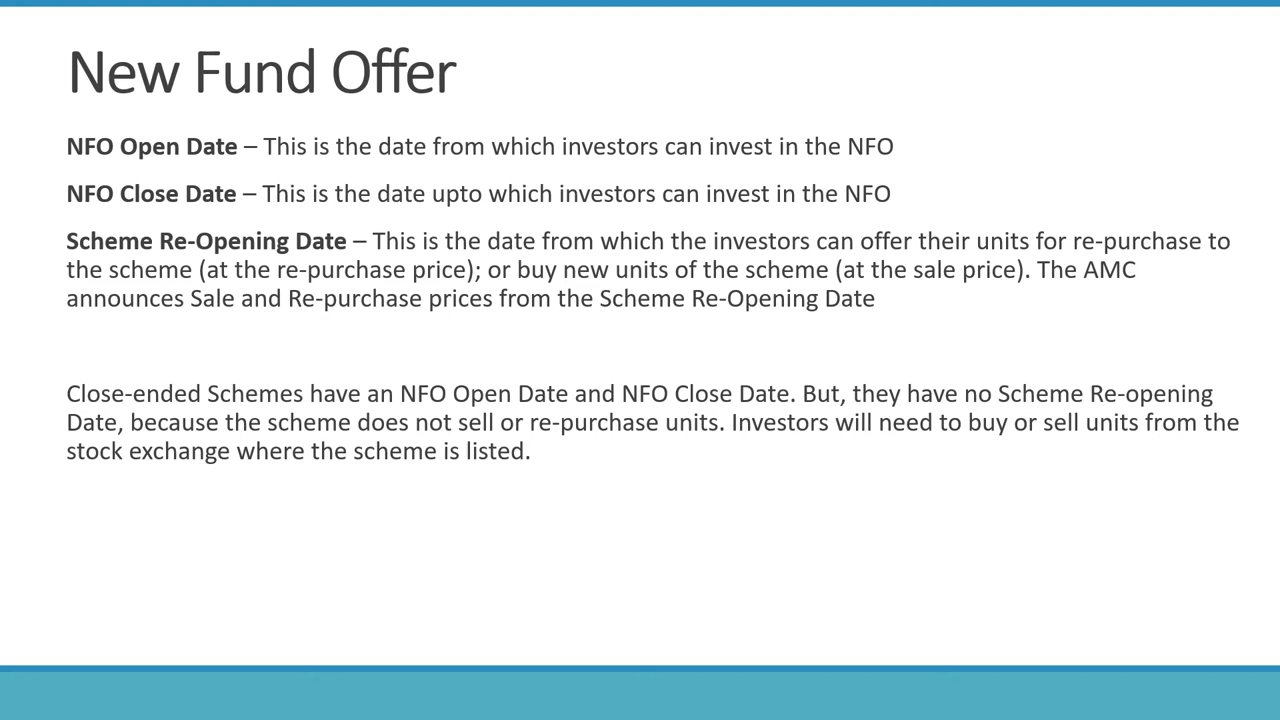 New Fund Offer
NFO Open Date – This is the date from which investors can invest in the NFO
NFO Close Date – This is the date upto which investors can invest in the NFO
Scheme Re-Opening Date – This is the date from which the investors can offer their units for re-purchase to
the scheme (at the re-purchase price); or buy new units of the scheme (at the sale price). The AMC
announces Sale and Re-purchase prices from the Scheme Re-Opening Date
Close-ended Schemes have an NFO Open Date and NFO Close Date. But, they have no Scheme Re-opening
Date, because the scheme does not sell or re-purchase units. Investors will need to buy or sell units from the
stock exchange where the scheme is listed.